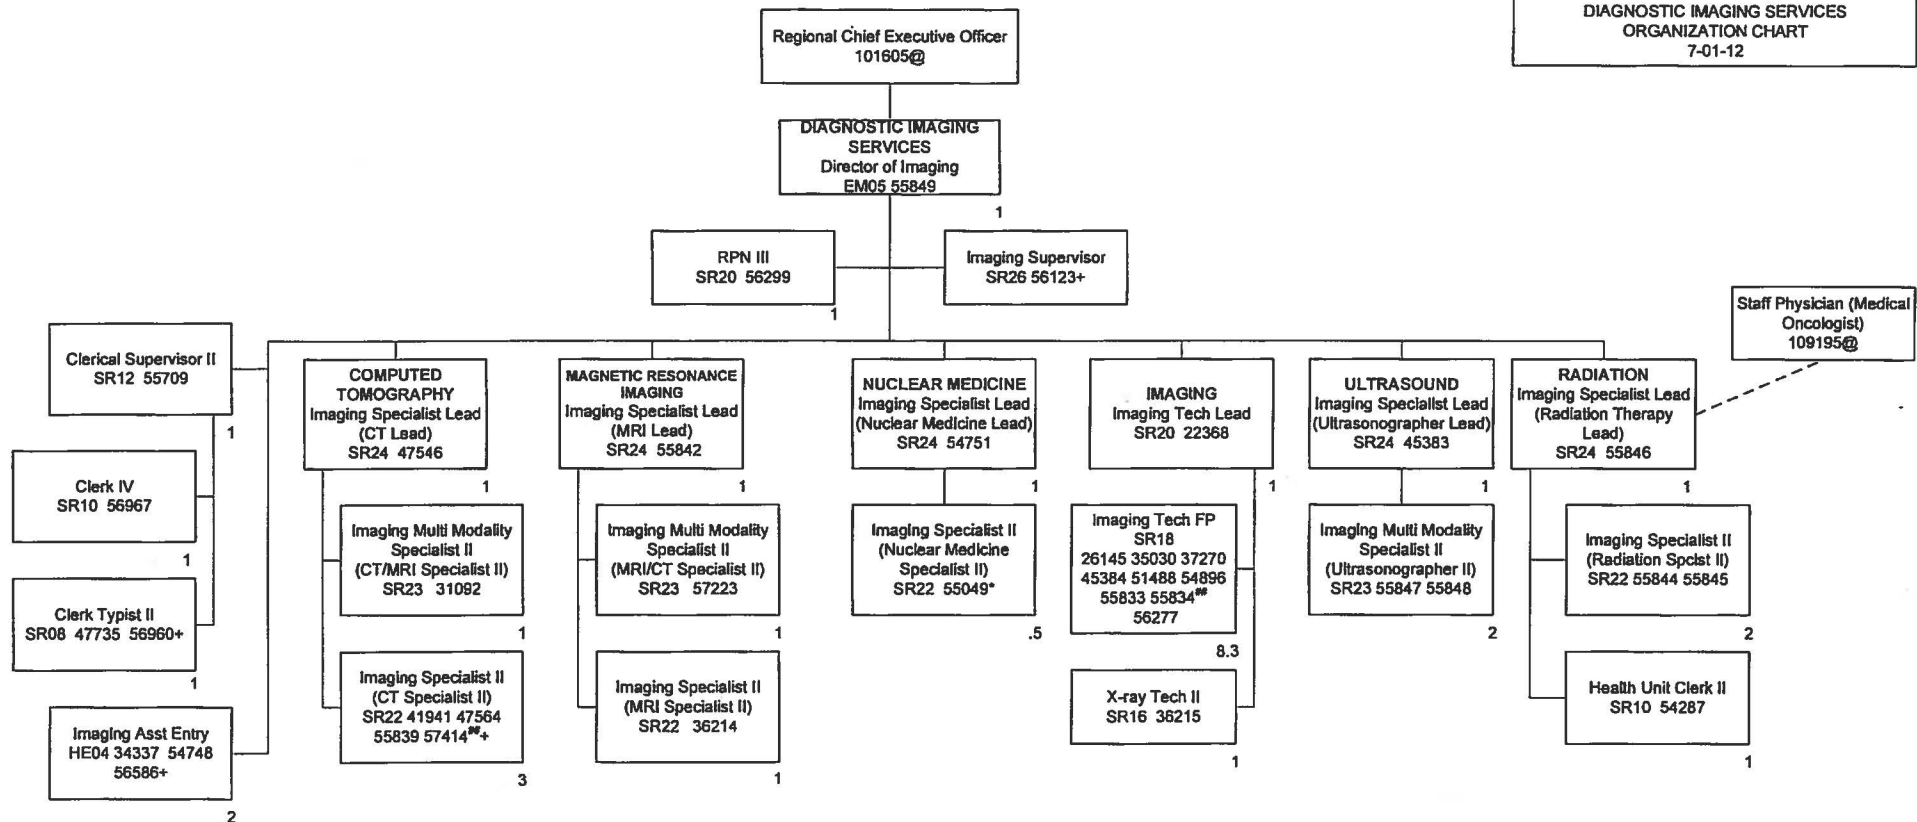 DIAGNOSTIC IMAGING SERVICES
ORGANIZATION CHART
7-01-12
Regional Chief Executive Officer
101605@
DIAGNOSTIC IMAGING
SERVICES
Director of Imaging
EM05 55849
1
RPN III
SR20 56299
1
Imaging Supervisor
SR26 56123+
Staff Physician (Medical
Oncologist)
109195@
Clerical Supervisor II
SR12 55709
1
Clerk IV
SR10 56967
1
Clerk Typist II
SR08 47735 56960+
1
Imaging Asst Entry
HE04 34337 54748
56586+
2
COMPUTED
TOMOGRAPHY
Imaging Specialist Lead
(CT Lead)
SR24 47546
1
Imaging Multi Modality
Specialist II
(CT/MRI Specialist II)
SR23 31092
1
Imaging Specialist II
(CT Specialist II)
SR22 41941 47564
55839 57414##+
3
MAGNETIC RESONANCE
IMAGING
Imaging Specialist Lead
(MRI Lead)
SR24 55842
1
Imaging Multi Modality
Specialist II
(MRI/CT Specialist II)
SR23 57223
1
Imaging Specialist II
(MRI Specialist II)
SR22 36214
1
NUCLEAR MEDICINE
Imaging Specialist Lead
(Nuclear Medicine Lead)
SR24 54751
1
Imaging Specialist II
(Nuclear Medicine
Specialist II)
SR22 55049*
.5
IMAGING
Imaging Tech Lead
SR20 22368
1
Imaging Tech FP
SR18
26145 35030 37270
45384 51488 54896
55833 55834##
56277
8.3
X-ray Tech II
SR16 36215
1
ULTRASOUND
Imaging Specialist Lead
(Ultrasonographer Lead)
SR24 45383
1
Imaging Multi Modality
Specialist II
(Ultrasonographer II)
SR23 55847 55848
2
RADIATION
Imaging Specialist Lead
(Radiation Therapy
Lead)
SR24 55846
1
Imaging Specialist II
(Radiation Spclst II)
SR22 55844 55845
2
Health Unit Clerk II
SR10 54287
1